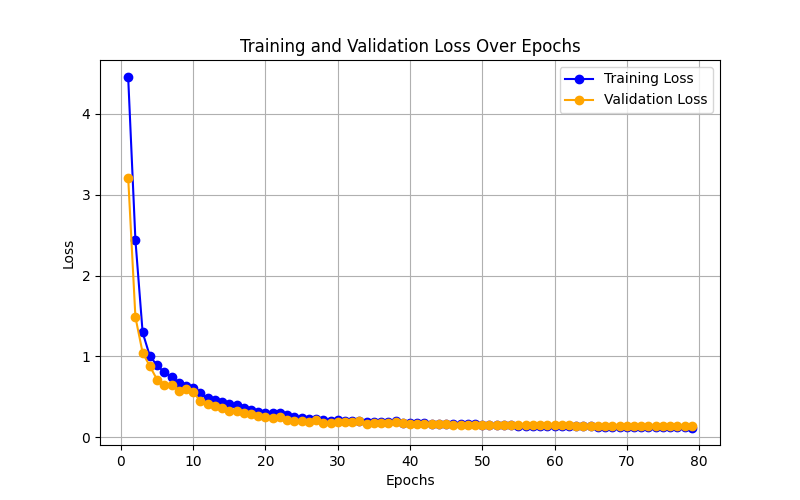 Training and Validation Loss Over Epochs
Training Loss
Validation Loss
Loss
4
3
2
1
0
0 10 20 30 40 50 60 70 80
Epochs